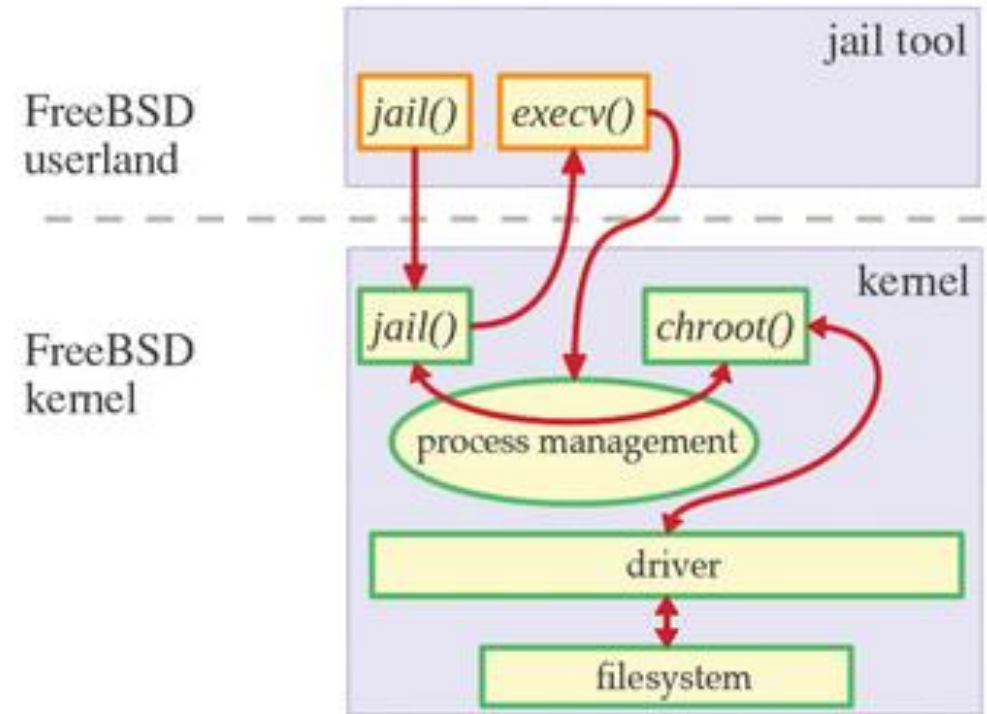 jail tool
FreeBSD
userland
jail()
execv()
kernel
FreeBSD
kernel
jail()
chroot()
process management
driver
filesystem